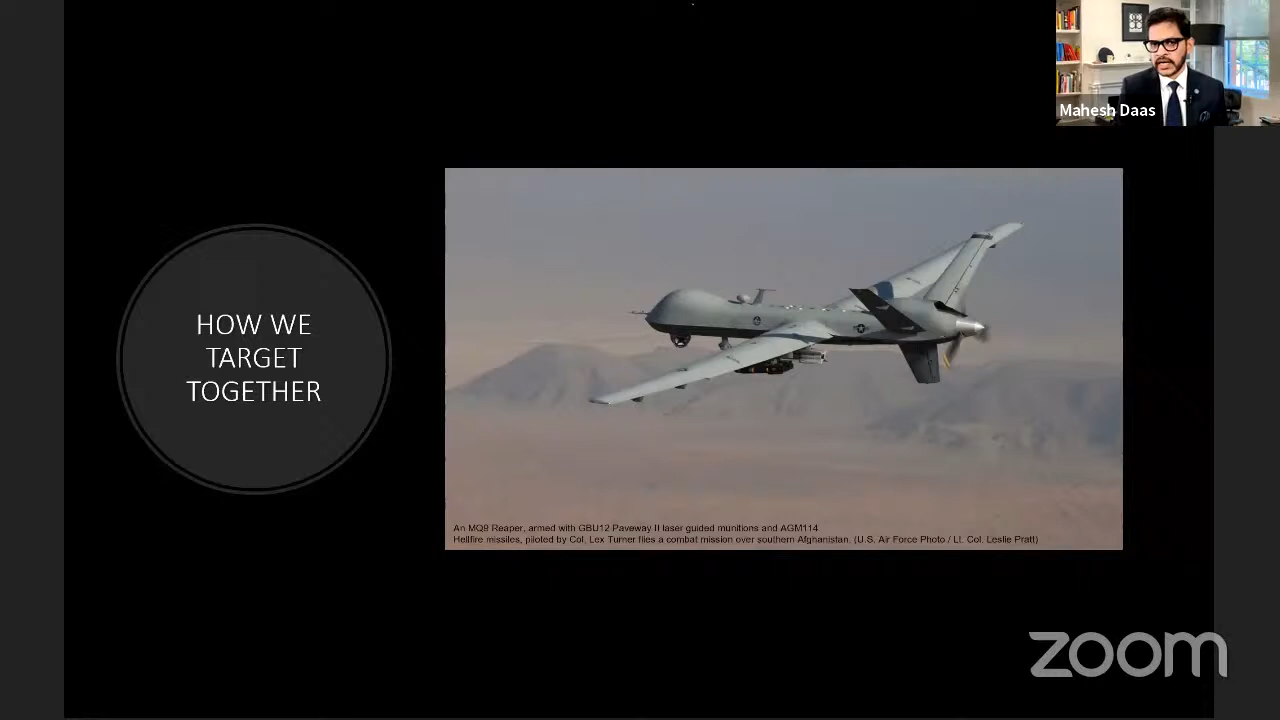 Mahesh Daas
HOW WE
TARGET
TOGETHER
An MQ9 Reaper, armed with GBU12 Paveway II laser guided munitions and AGM114
Hellfire missiles, piloted by Col. Lex Turner flies a combat mission over southern Afghanistan. (U.S. Air Force Photo / Lt. Col. Leslie Pratt)
zoom